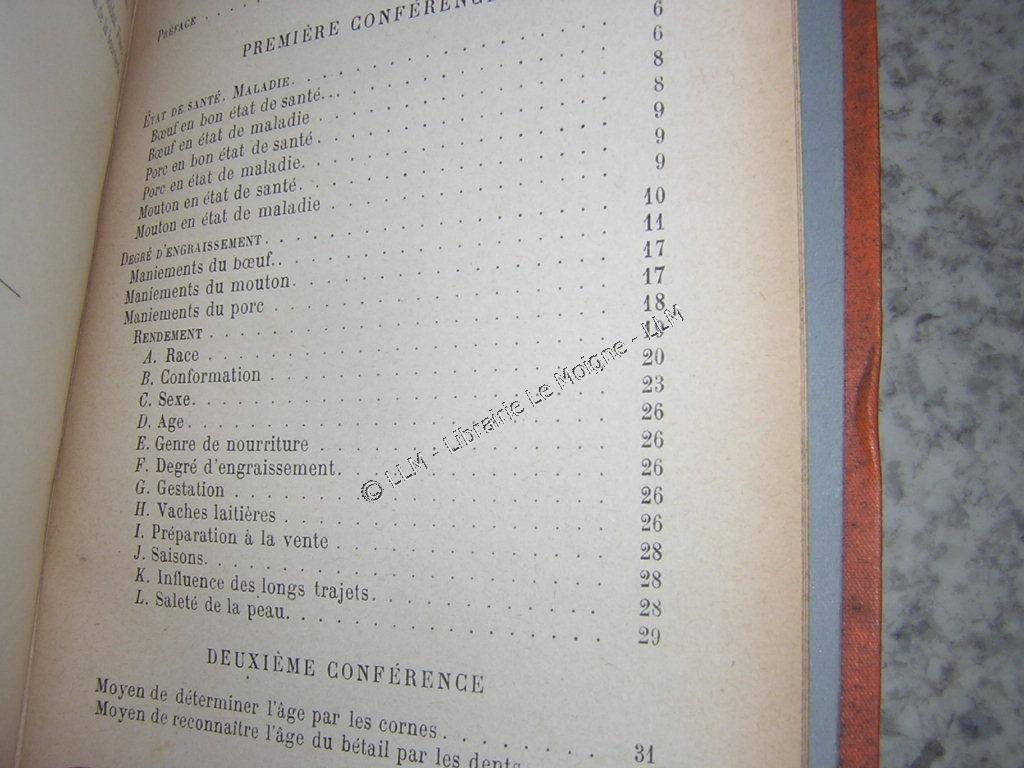 PRÉFACE
PREMIÈRE CONFÉRENCE
ÉTAT DE SANTÉ. MALADIE. 6
Bœuf en bon état de santé. 6
Bœuf en état de maladie 8
Porc en bon état de santé. 8
Porc en état de maladie. 9
Mouton en état de santé. 9
Mouton en état de maladie 9
DEGRÉ D'ENGRAISSEMENT 10
Maniements du bœuf. 11
Maniements du mouton. 17
Maniements du porc 17
RENDEMENT 18
A. Race 19
B. Conformation 20
C. Sexe. 23
D. Age. 26
E. Genre de nourriture 26
F. Degré d'engraissement. 26
G. Gestation 26
H. Vaches laitières 26
I. Préparation à la vente 28
J. Saisons. 28
K. Influence des longs trajets. 28
L. Saleté de la peau. 29
DEUXIÈME CONFÉRENCE
Moyen de déterminer l'âge par les cornes. 31
Moyen de reconnaître l'âge du bétail par les dents.
© LLM - Librairie Le Moigne - LLM